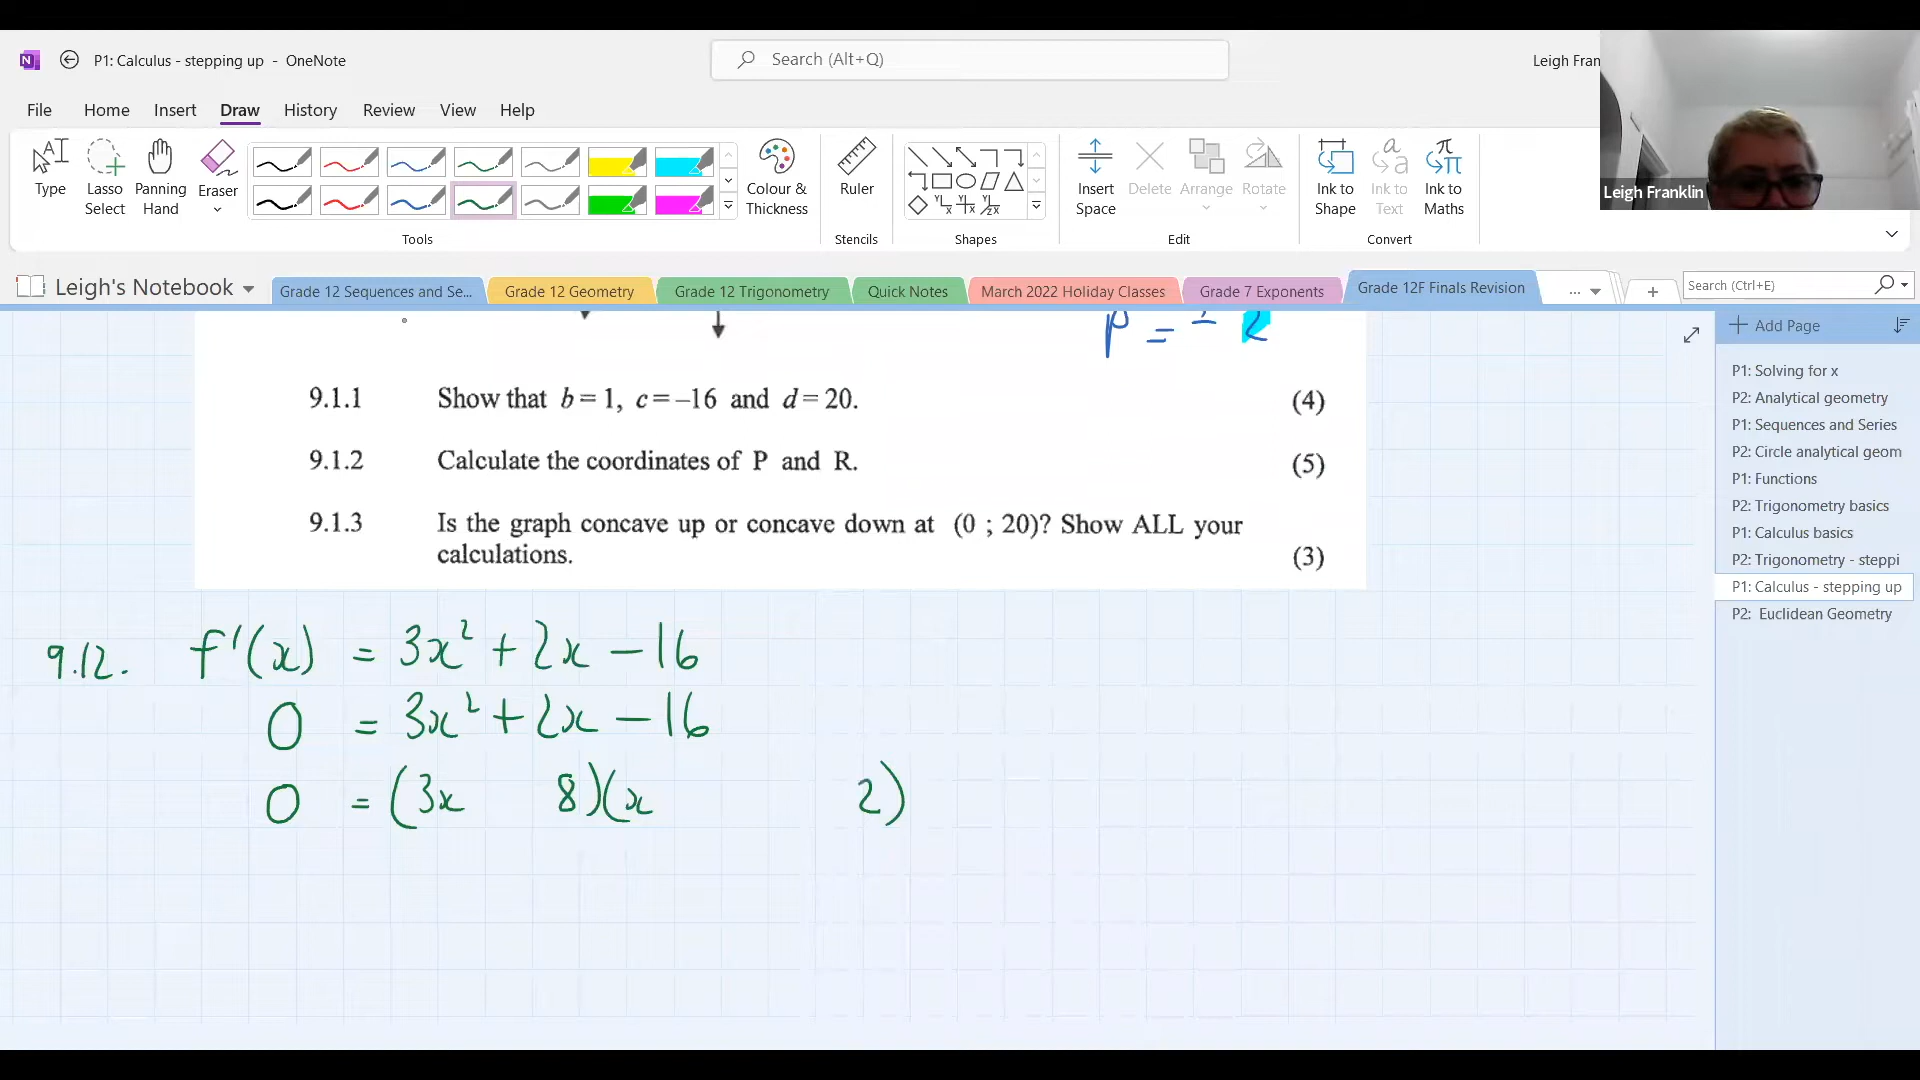 P1: Calculus - stepping up - OneNote
Search (Alt+Q)
Leigh Fran
File Home Insert Draw History Review View Help
Type
Lasso Select
Panning Hand
Eraser
Colour & Thickness
Ruler
Insert Space
Delete
Arrange
Rotate
Ink to Shape
Ink to Text
Ink to Maths
Leigh Franklin
Tools Stencils Shapes Edit Convert
Leigh's Notebook
Grade 12 Sequences and Se...
Grade 12 Geometry
Grade 12 Trigonometry
Quick Notes
March 2022 Holiday Classes
Grade 7 Exponents
Grade 12F Finals Revision
...
Search (Ctrl+E)
Add Page
P1: Solving for x
P2: Analytical geometry
P1: Sequences and Series
P2: Circle analytical geom
P1: Functions
P2: Trigonometry basics
P1: Calculus basics
P2: Trigonometry - steppi
P1: Calculus - stepping up
P2: Euclidean Geometry
9.1.1 Show that b = 1, c = –16 and d = 20. (4)
9.1.2 Calculate the coordinates of P and R. (5)
9.1.3 Is the graph concave up or concave down at (0 ; 20)? Show ALL your
calculations. (3)
9.12. f'(x) = 3x² + 2x – 16
0 = 3x² + 2x – 16
0 = (3x 8)(x 2)